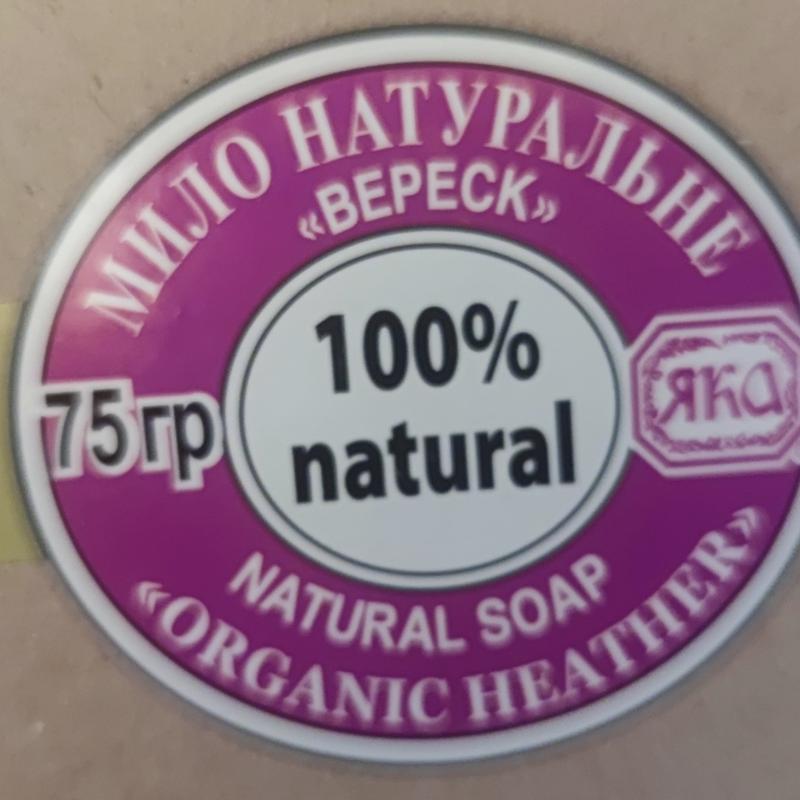 МИЛО НАТУРАЛЬНЕ
«ВЕРЕСК»
100%
natural
75гр
яка
NATURAL SOAP
«ORGANIC HEATHER»